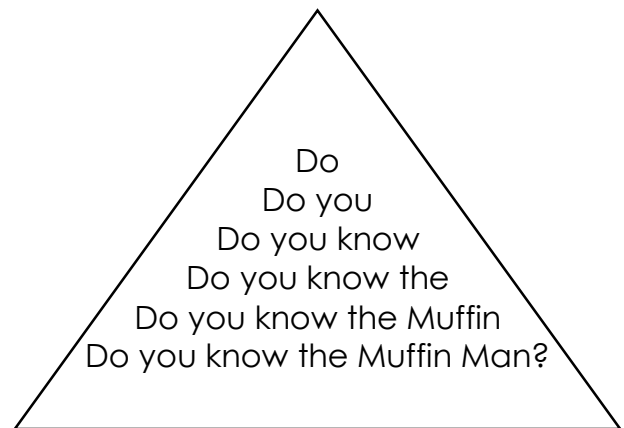 Do
Do you
Do you know
Do you know the
Do you know the Muffin
Do you know the Muffin Man?